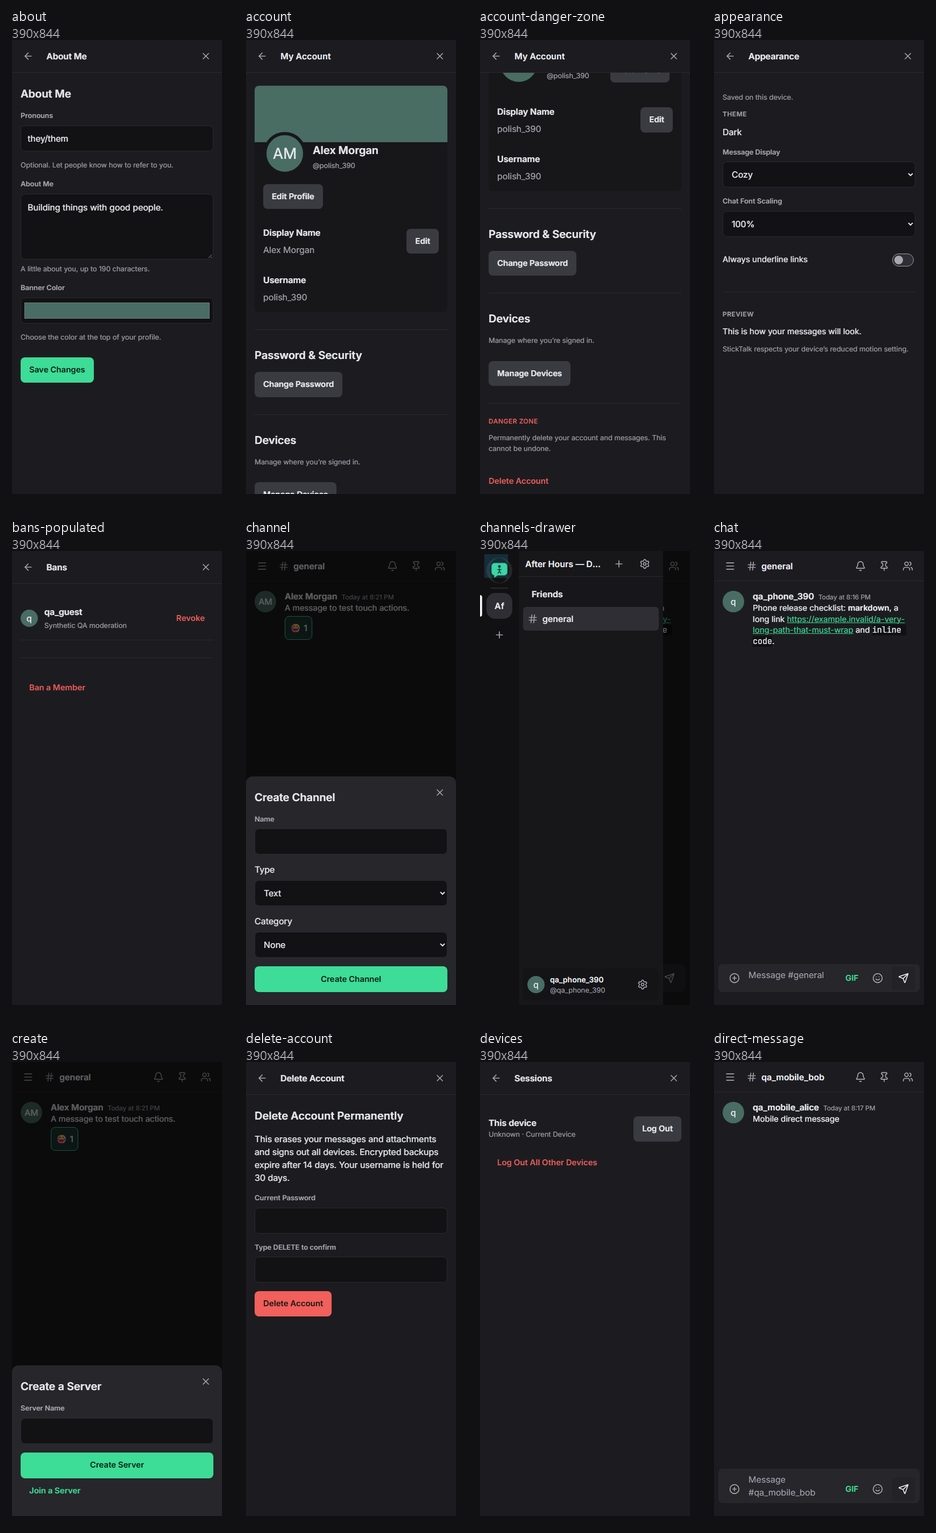 about
390x844
About Me
About Me
Pronouns
they/them
Optional. Let people know how to refer to you.
About Me
Building things with good people.
A little about you, up to 190 characters.
Banner Color
Choose the color at the top of your profile.
Save Changes
account
390x844
My Account
AM
Alex Morgan
@polish_390
Edit Profile
Display Name
Alex Morgan
Edit
Username
polish_390
Password & Security
Change Password
Devices
Manage where you're signed in.
Manage Devices
account-danger-zone
390x844
My Account
@polish_390
Display Name
polish_390
Edit
Username
polish_390
Password & Security
Change Password
Devices
Manage where you're signed in.
Manage Devices
DANGER ZONE
Permanently delete your account and messages. This
cannot be undone.
Delete Account
appearance
390x844
Appearance
Saved on this device.
THEME
Dark
Message Display
Cozy
Chat Font Scaling
100%
Always underline links
PREVIEW
This is how your messages will look.
StickTalk respects your device's reduced motion setting.
bans-populated
390x844
Bans
q
qa_guest
Synthetic QA moderation
Revoke
Ban a Member
channel
390x844
# general
AM
Alex Morgan Today at 8:21 PM
A message to test touch actions.
1
Create Channel
Name
Type
Text
Category
None
Create Channel
channels-drawer
390x844
After Hours — D...
Af
Friends
# general
q
qa_phone_390
@qa_phone_390
chat
390x844
# general
q
qa_phone_390 Today at 8:16 PM
Phone release checklist: markdown, a
long link https://example.invalid/a-very-
long-path-that-must-wrap and inline
code.
Message #general
GIF
create
390x844
# general
AM
Alex Morgan Today at 8:21 PM
A message to test touch actions.
1
Create a Server
Server Name
Create Server
Join a Server
delete-account
390x844
Delete Account
Delete Account Permanently
This erases your messages and attachments
and signs out all devices. Encrypted backups
expire after 14 days. Your username is held for
30 days.
Current Password
Type DELETE to confirm
Delete Account
devices
390x844
Sessions
This device
Unknown · Current Device
Log Out
Log Out All Other Devices
direct-message
390x844
# qa_mobile_bob
q
qa_mobile_alice Today at 8:17 PM
Mobile direct message
Message
#qa_mobile_bob
GIF